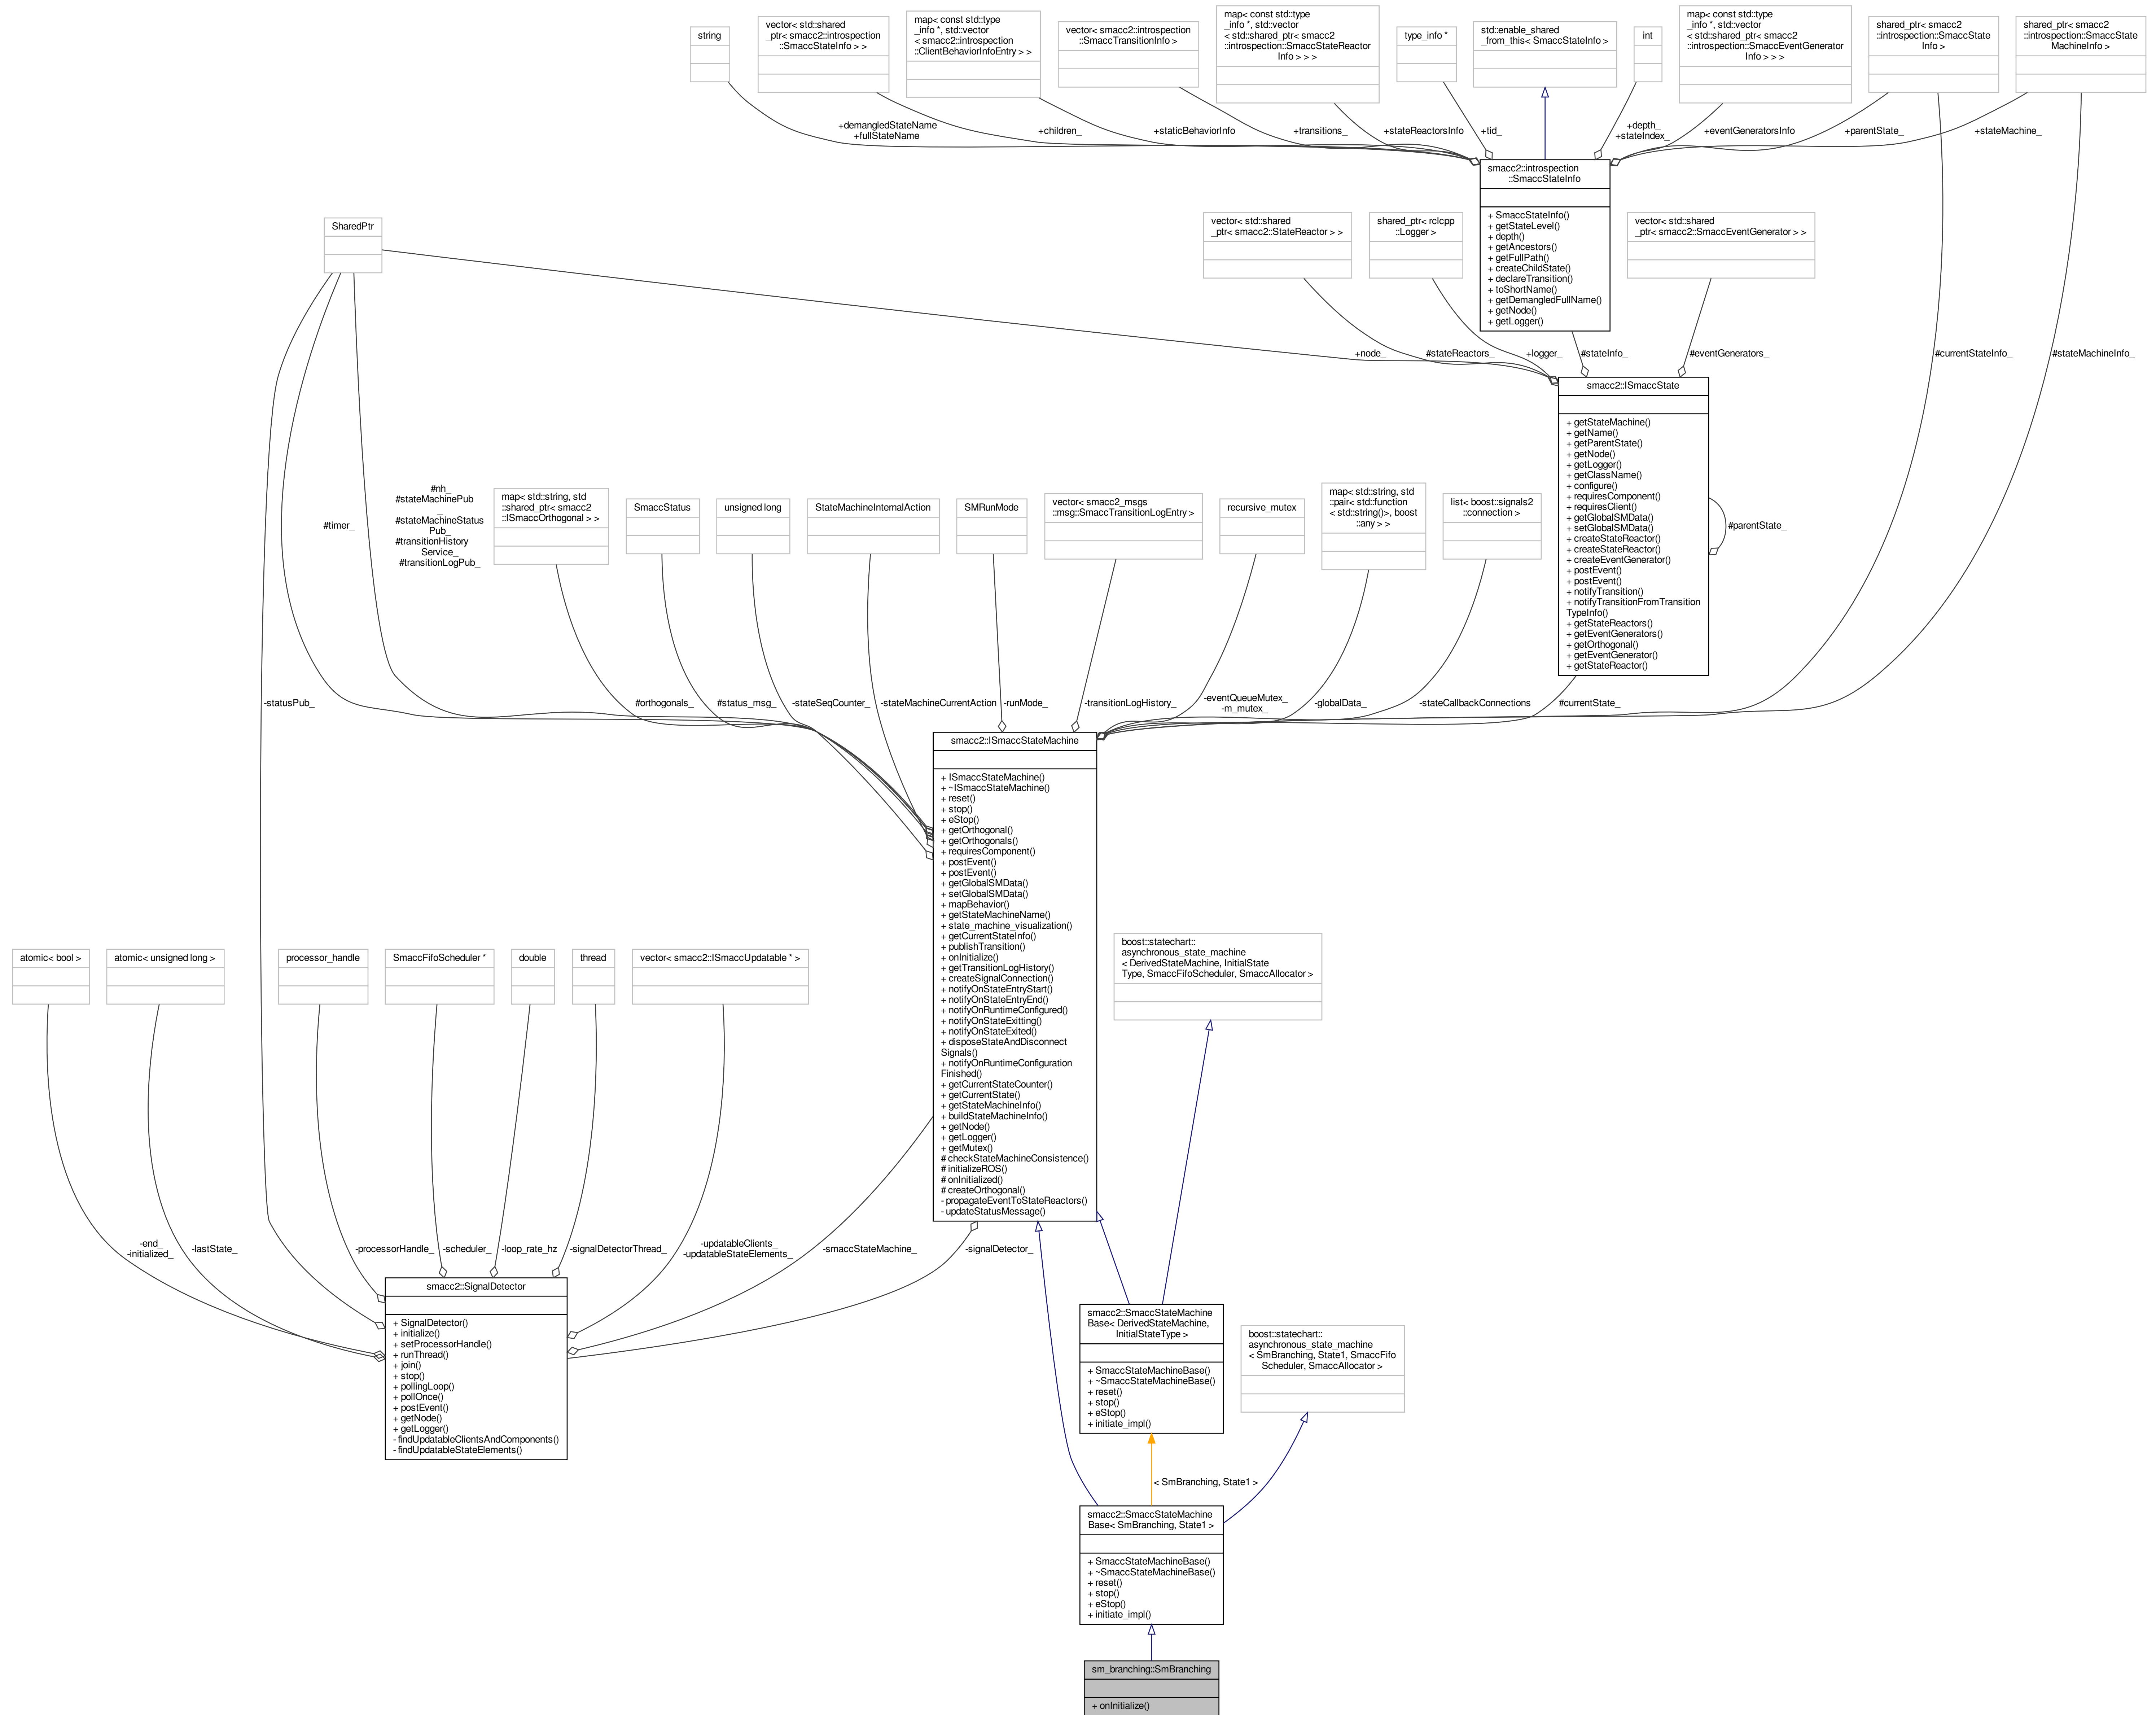 string
vector< std::shared
_ptr< smacc2::introspection
::SmaccStateInfo > >
map< const std::type
_info *, std::vector
< smacc2::introspection
::ClientBehaviorInfoEntry > >
vector< smacc2::introspection
::SmaccTransitionInfo >
map< const std::type
_info *, std::vector
< std::shared_ptr< smacc2
::introspection::SmaccStateReactor
Info > > >
type_info *
std::enable_shared
_from_this< SmaccStateInfo >
int
map< const std::type
_info *, std::vector
< std::shared_ptr< smacc2
::introspection::SmaccEventGenerator
Info > > >
shared_ptr< smacc2
::introspection::SmaccState
Info >
shared_ptr< smacc2
::introspection::SmaccState
MachineInfo >
+demangledStateName
+fullStateName
+children_
+staticBehaviorInfo
+transitions_
+stateReactorsInfo
+tid_
+depth_
+stateIndex_
+eventGeneratorsInfo
+parentState_
+stateMachine_
smacc2::introspection
::SmaccStateInfo
+ SmaccStateInfo()
+ getStateLevel()
+ depth()
+ getAncestors()
+ getFullPath()
+ createChildState()
+ declareTransition()
+ toShortName()
+ getDemangledFullName()
+ getNode()
+ getLogger()
SharedPtr
vector< std::shared
_ptr< smacc2::StateReactor > >
shared_ptr< rclcpp
::Logger >
vector< std::shared
_ptr< smacc2::SmaccEventGenerator > >
+node_
#stateReactors_
+logger_
#stateInfo_
#eventGenerators_
#currentStateInfo_
#stateMachineInfo_
smacc2::ISmaccState
+ getStateMachine()
+ getName()
+ getParentState()
+ getNode()
+ getLogger()
+ getClassName()
+ configure()
+ requiresComponent()
+ requiresClient()
+ getGlobalSMData()
+ setGlobalSMData()
+ createStateReactor()
+ createStateReactor()
+ createEventGenerator()
+ postEvent()
+ postEvent()
+ notifyTransition()
+ notifyTransitionFromTransition
TypeInfo()
+ getStateReactors()
+ getEventGenerators()
+ getOrthogonal()
+ getEventGenerator()
+ getStateReactor()
#parentState_
#timer_
#nh_
#stateMachinePub
_
#stateMachineStatus
Pub_
#transitionHistory
Service_
#transitionLogPub_
map< std::string, std
::shared_ptr< smacc2
::ISmaccOrthogonal > >
SmaccStatus
unsigned long
StateMachineInternalAction
SMRunMode
vector< smacc2_msgs
::msg::SmaccTransitionLogEntry >
recursive_mutex
map< std::string, std
::pair< std::function
< std::string()>, boost
::any > >
list< boost::signals2
::connection >
-statusPub_
#orthogonals_
#status_msg_
-stateSeqCounter_
-stateMachineCurrentAction
-runMode_
-transitionLogHistory_
-eventQueueMutex_
-m_mutex_
-globalData_
-stateCallbackConnections
#currentState_
smacc2::ISmaccStateMachine
+ ISmaccStateMachine()
+ ~ISmaccStateMachine()
+ reset()
+ stop()
+ eStop()
+ getOrthogonal()
+ getOrthogonals()
+ requiresComponent()
+ postEvent()
+ postEvent()
+ getGlobalSMData()
+ setGlobalSMData()
+ mapBehavior()
+ getStateMachineName()
+ state_machine_visualization()
+ getCurrentStateInfo()
+ publishTransition()
+ onInitialize()
+ getTransitionLogHistory()
+ createSignalConnection()
+ notifyOnStateEntryStart()
+ notifyOnStateEntryEnd()
+ notifyOnRuntimeConfigured()
+ notifyOnStateExitting()
+ notifyOnStateExited()
+ disposeStateAndDisconnect
Signals()
+ notifyOnRuntimeConfiguration
Finished()
+ getCurrentStateCounter()
+ getCurrentState()
+ getStateMachineInfo()
+ buildStateMachineInfo()
+ getNode()
+ getLogger()
+ getMutex()
# checkStateMachineConsistence()
# initializeROS()
# onInitialized()
# createOrthogonal()
- propagateEventToStateReactors()
- updateStatusMessage()
atomic< bool >
atomic< unsigned long >
processor_handle
SmaccFifoScheduler *
double
thread
vector< smacc2::ISmaccUpdatable * >
boost::statechart::
asynchronous_state_machine
< DerivedStateMachine, InitialState
Type, SmaccFifoScheduler, SmaccAllocator >
-end_
-initialized_
-lastState_
-processorHandle_
-scheduler_
-loop_rate_hz
-signalDetectorThread_
-updatableClients_
-updatableStateElements_
-smaccStateMachine_
-signalDetector_
smacc2::SignalDetector
+ SignalDetector()
+ initialize()
+ setProcessorHandle()
+ runThread()
+ join()
+ stop()
+ pollingLoop()
+ pollOnce()
+ postEvent()
+ getNode()
+ getLogger()
- findUpdatableClientsAndComponents()
- findUpdatableStateElements()
smacc2::SmaccStateMachine
Base< DerivedStateMachine,
InitialStateType >
+ SmaccStateMachineBase()
+ ~SmaccStateMachineBase()
+ reset()
+ stop()
+ eStop()
+ initiate_impl()
boost::statechart::
asynchronous_state_machine
< SmBranching, State1, SmaccFifo
Scheduler, SmaccAllocator >
< SmBranching, State1 >
smacc2::SmaccStateMachine
Base< SmBranching, State1 >
+ SmaccStateMachineBase()
+ ~SmaccStateMachineBase()
+ reset()
+ stop()
+ eStop()
+ initiate_impl()
sm_branching::SmBranching
+ onInitialize()